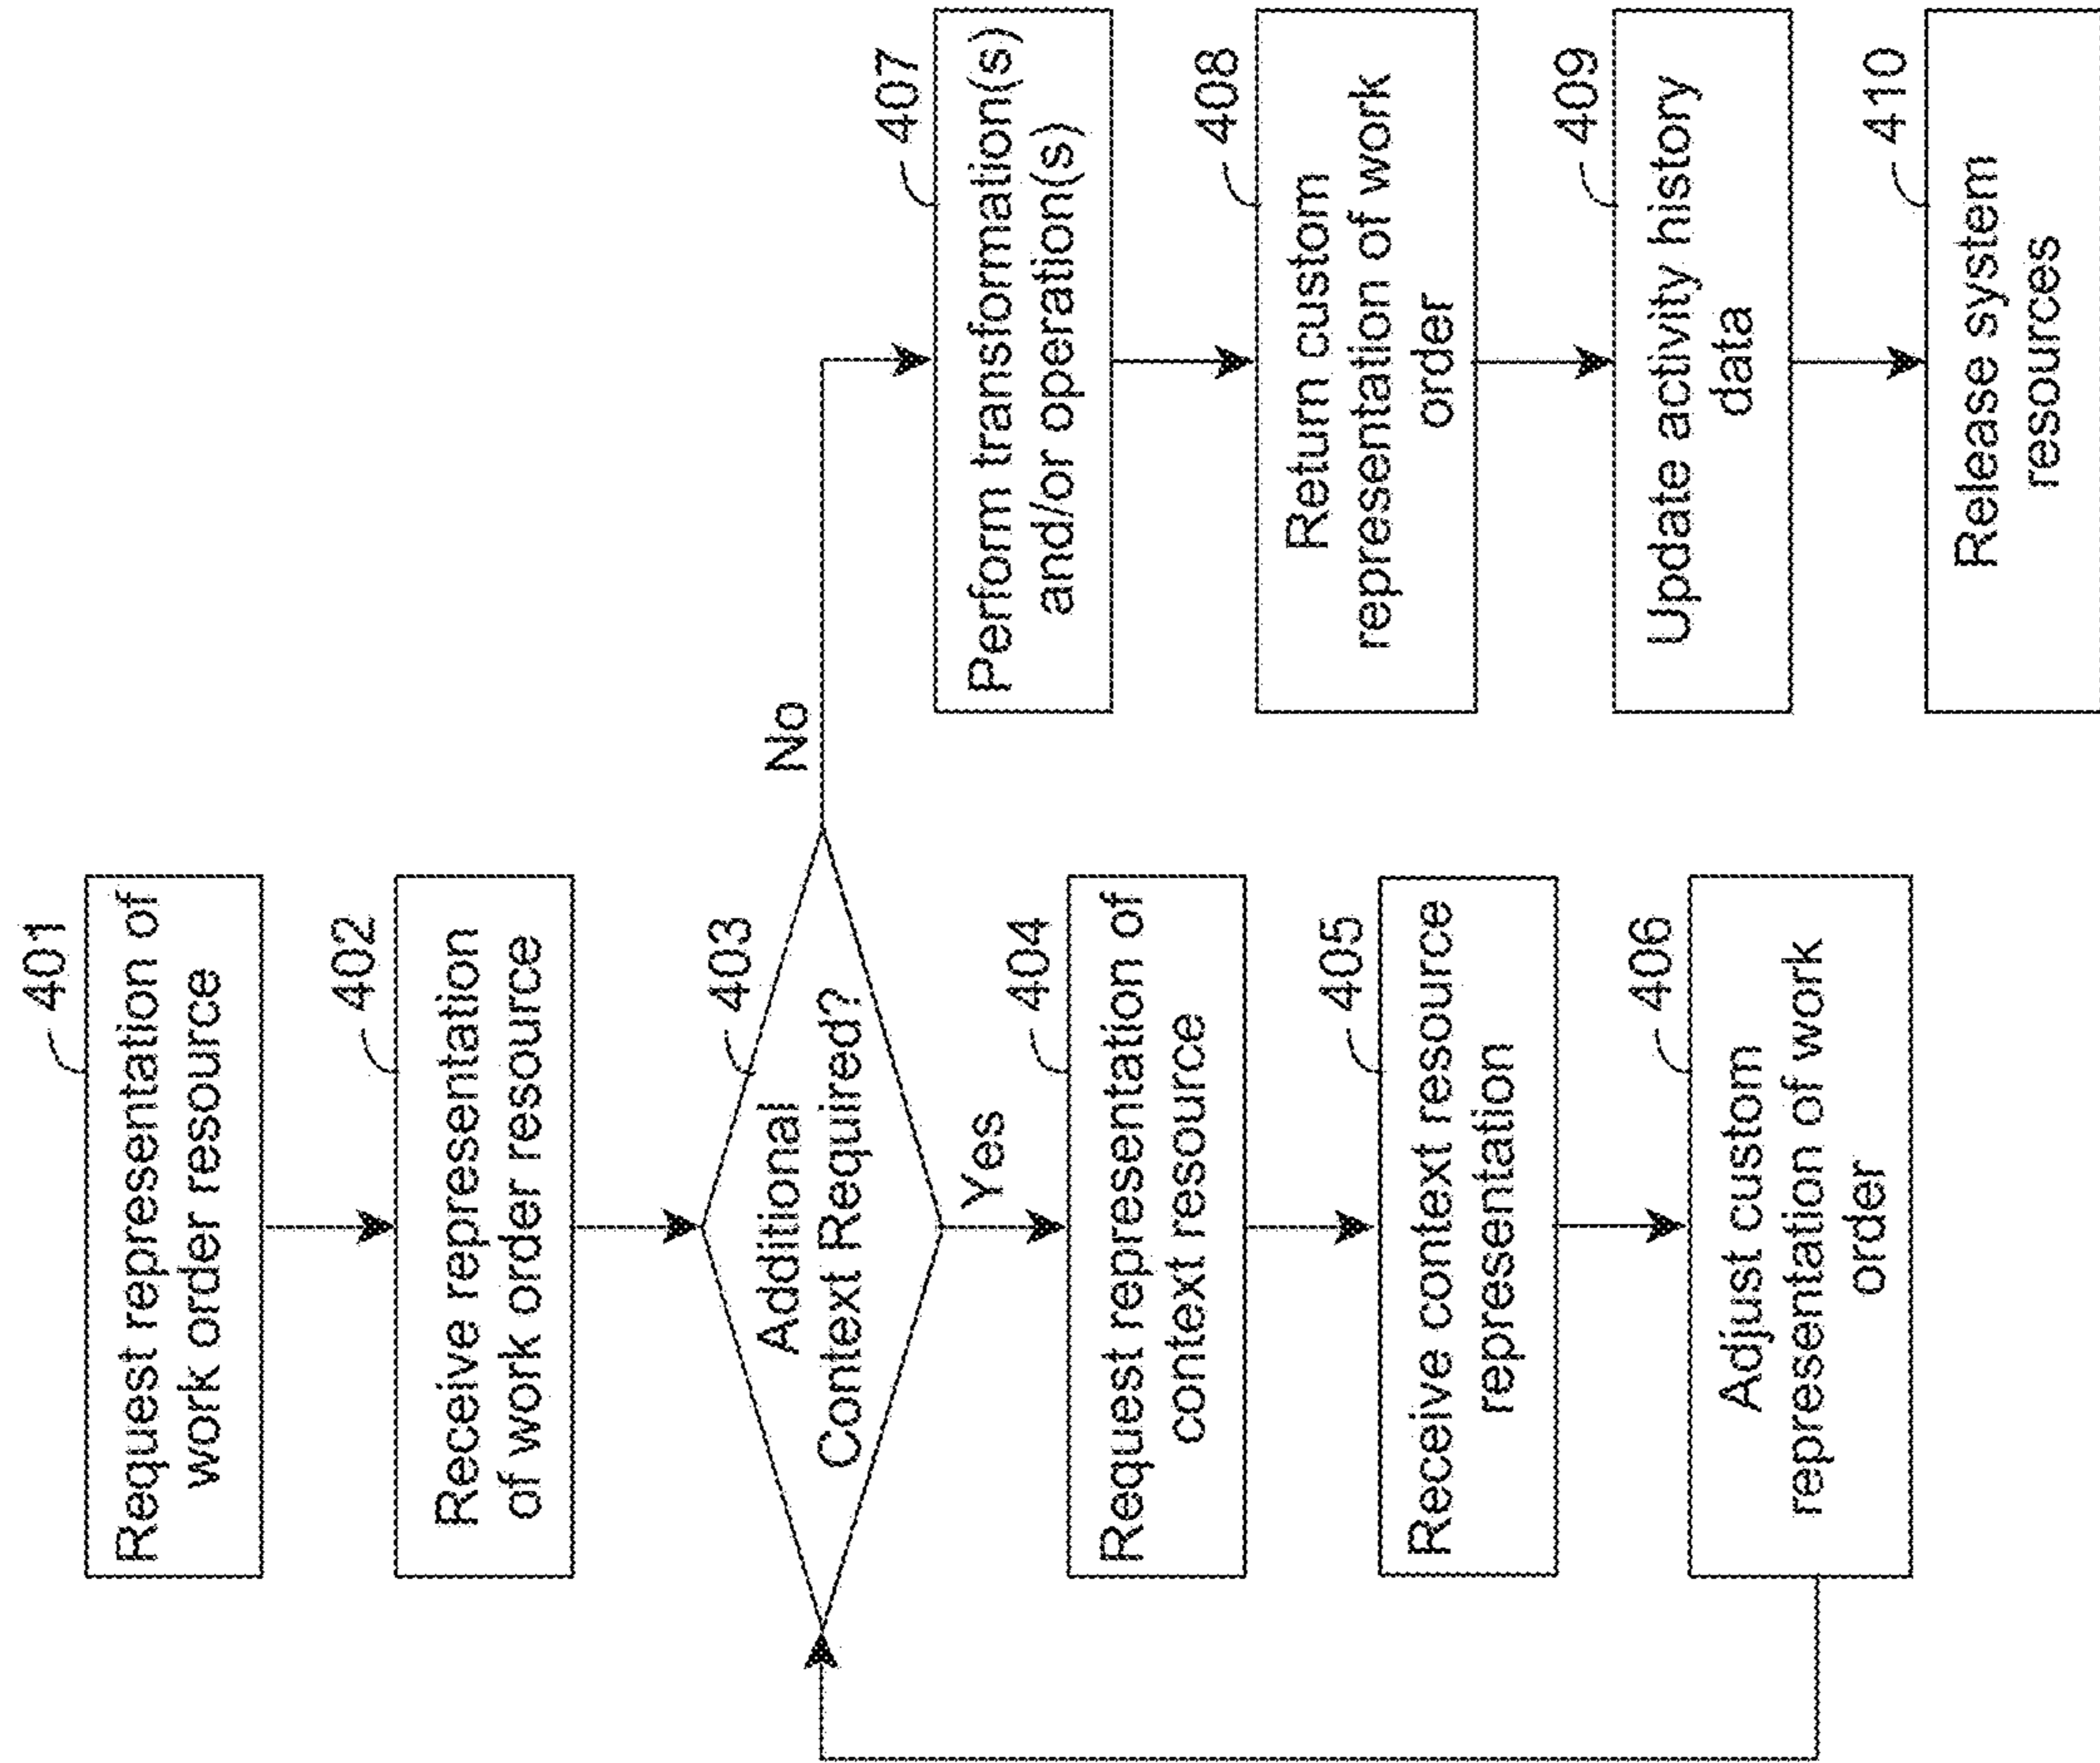 401
Request representation of
work order resource
402
Receive representation
of work order resource
403
Additional
Context Required?
Yes
No
404
Request representation of
context resource
405
Receive context resource
representation
406
Adjust custom
representation of work
order
407
Perform transformation(s)
and/or operation(s)
408
Return custom
representation of work
order
409
Update activity history
data
410
Release system
resources